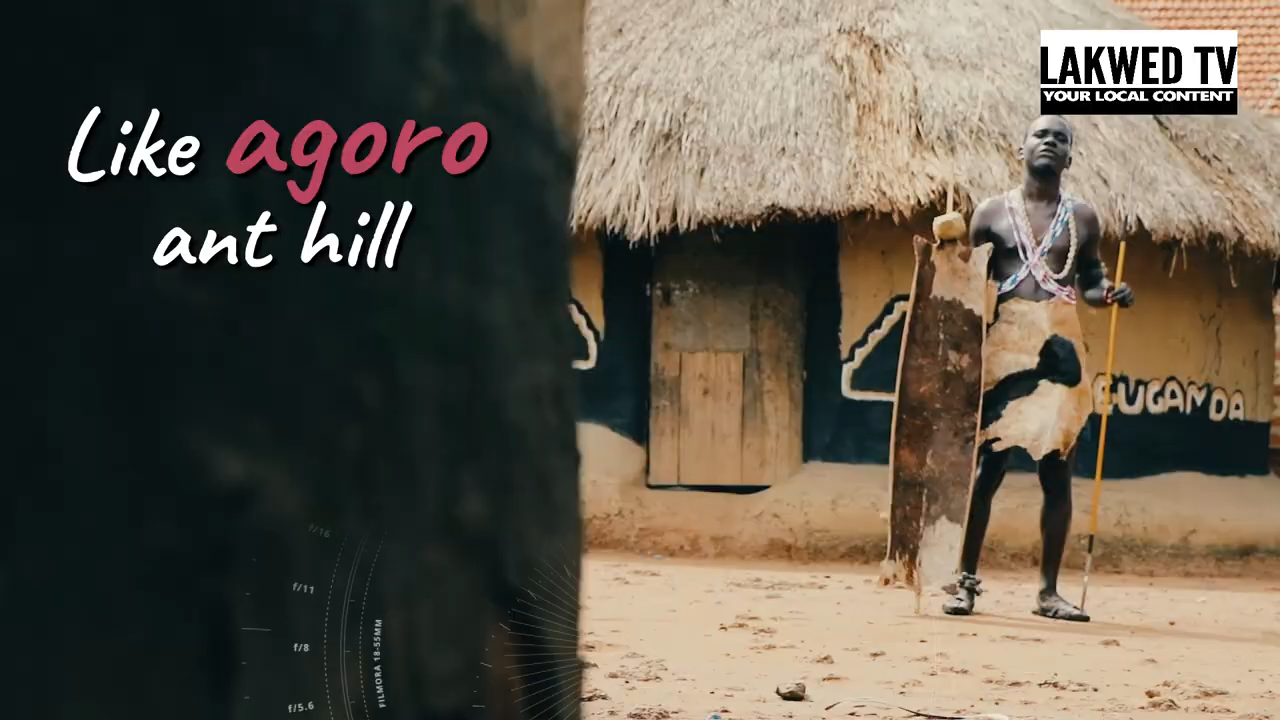 LAKWED TV
YOUR LOCAL CONTENT
Like agoro
ant hill
UGANDA
f/16
f/11
f/8
f/5.6
FILMORA 18-55MM